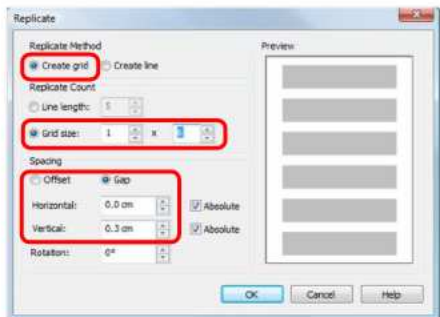 Replicate
Replicate Method
Create grid Create line
Replicate Count
Line length: 5
Grid size: 1 x 6
Spacing
Offset Gap
Horizontal: 0.0 cm Absolute
Vertical: 0.3 cm Absolute
Rotation: 0°
Preview
OK Cancel Help